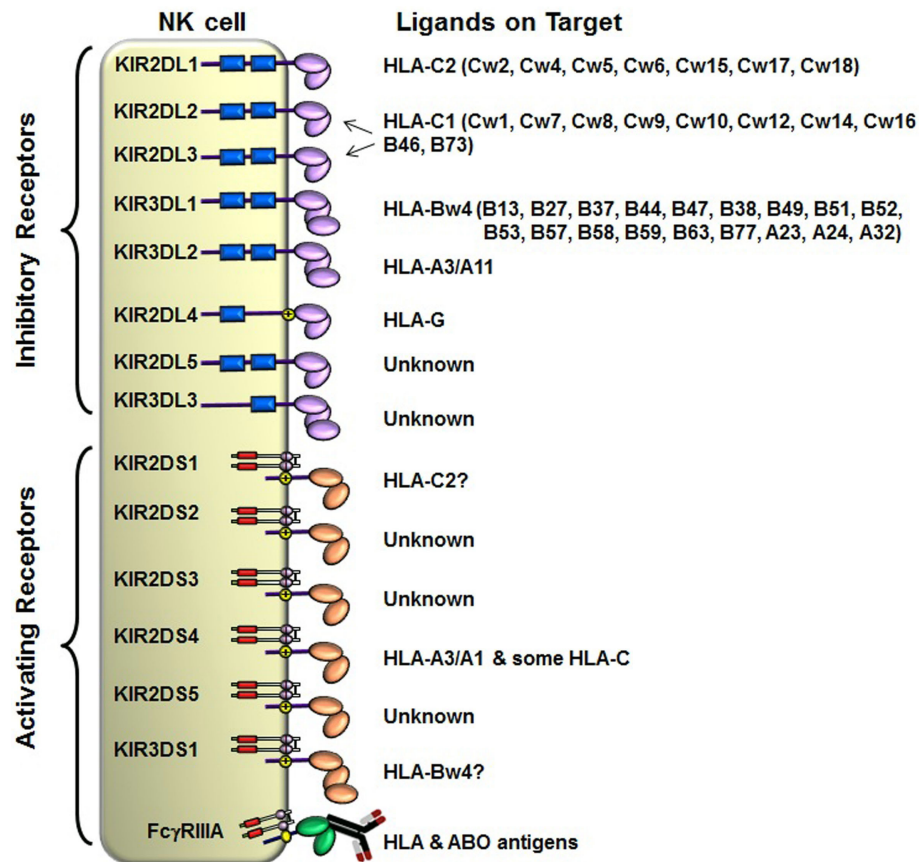 NK cell
Ligands on Target
Inhibitory Receptors
KIR2DL1
HLA-C2 (Cw2, Cw4, Cw5, Cw6, Cw15, Cw17, Cw18)
KIR2DL2
HLA-C1 (Cw1, Cw7, Cw8, Cw9, Cw10, Cw12, Cw14, Cw16
B46, B73)
KIR2DL3
KIR3DL1
HLA-Bw4 (B13, B27, B37, B44, B47, B38, B49, B51, B52,
B53, B57, B58, B59, B63, B77, A23, A24, A32)
KIR3DL2
HLA-A3/A11
KIR2DL4
+
HLA-G
KIR2DL5
Unknown
KIR3DL3
Unknown
Activating Receptors
KIR2DS1
+
HLA-C2?
KIR2DS2
+
Unknown
KIR2DS3
+
Unknown
KIR2DS4
+
HLA-A3/A1 & some HLA-C
KIR2DS5
+
Unknown
KIR3DS1
+
HLA-Bw4?
FcγRIIIA
HLA & ABO antigens